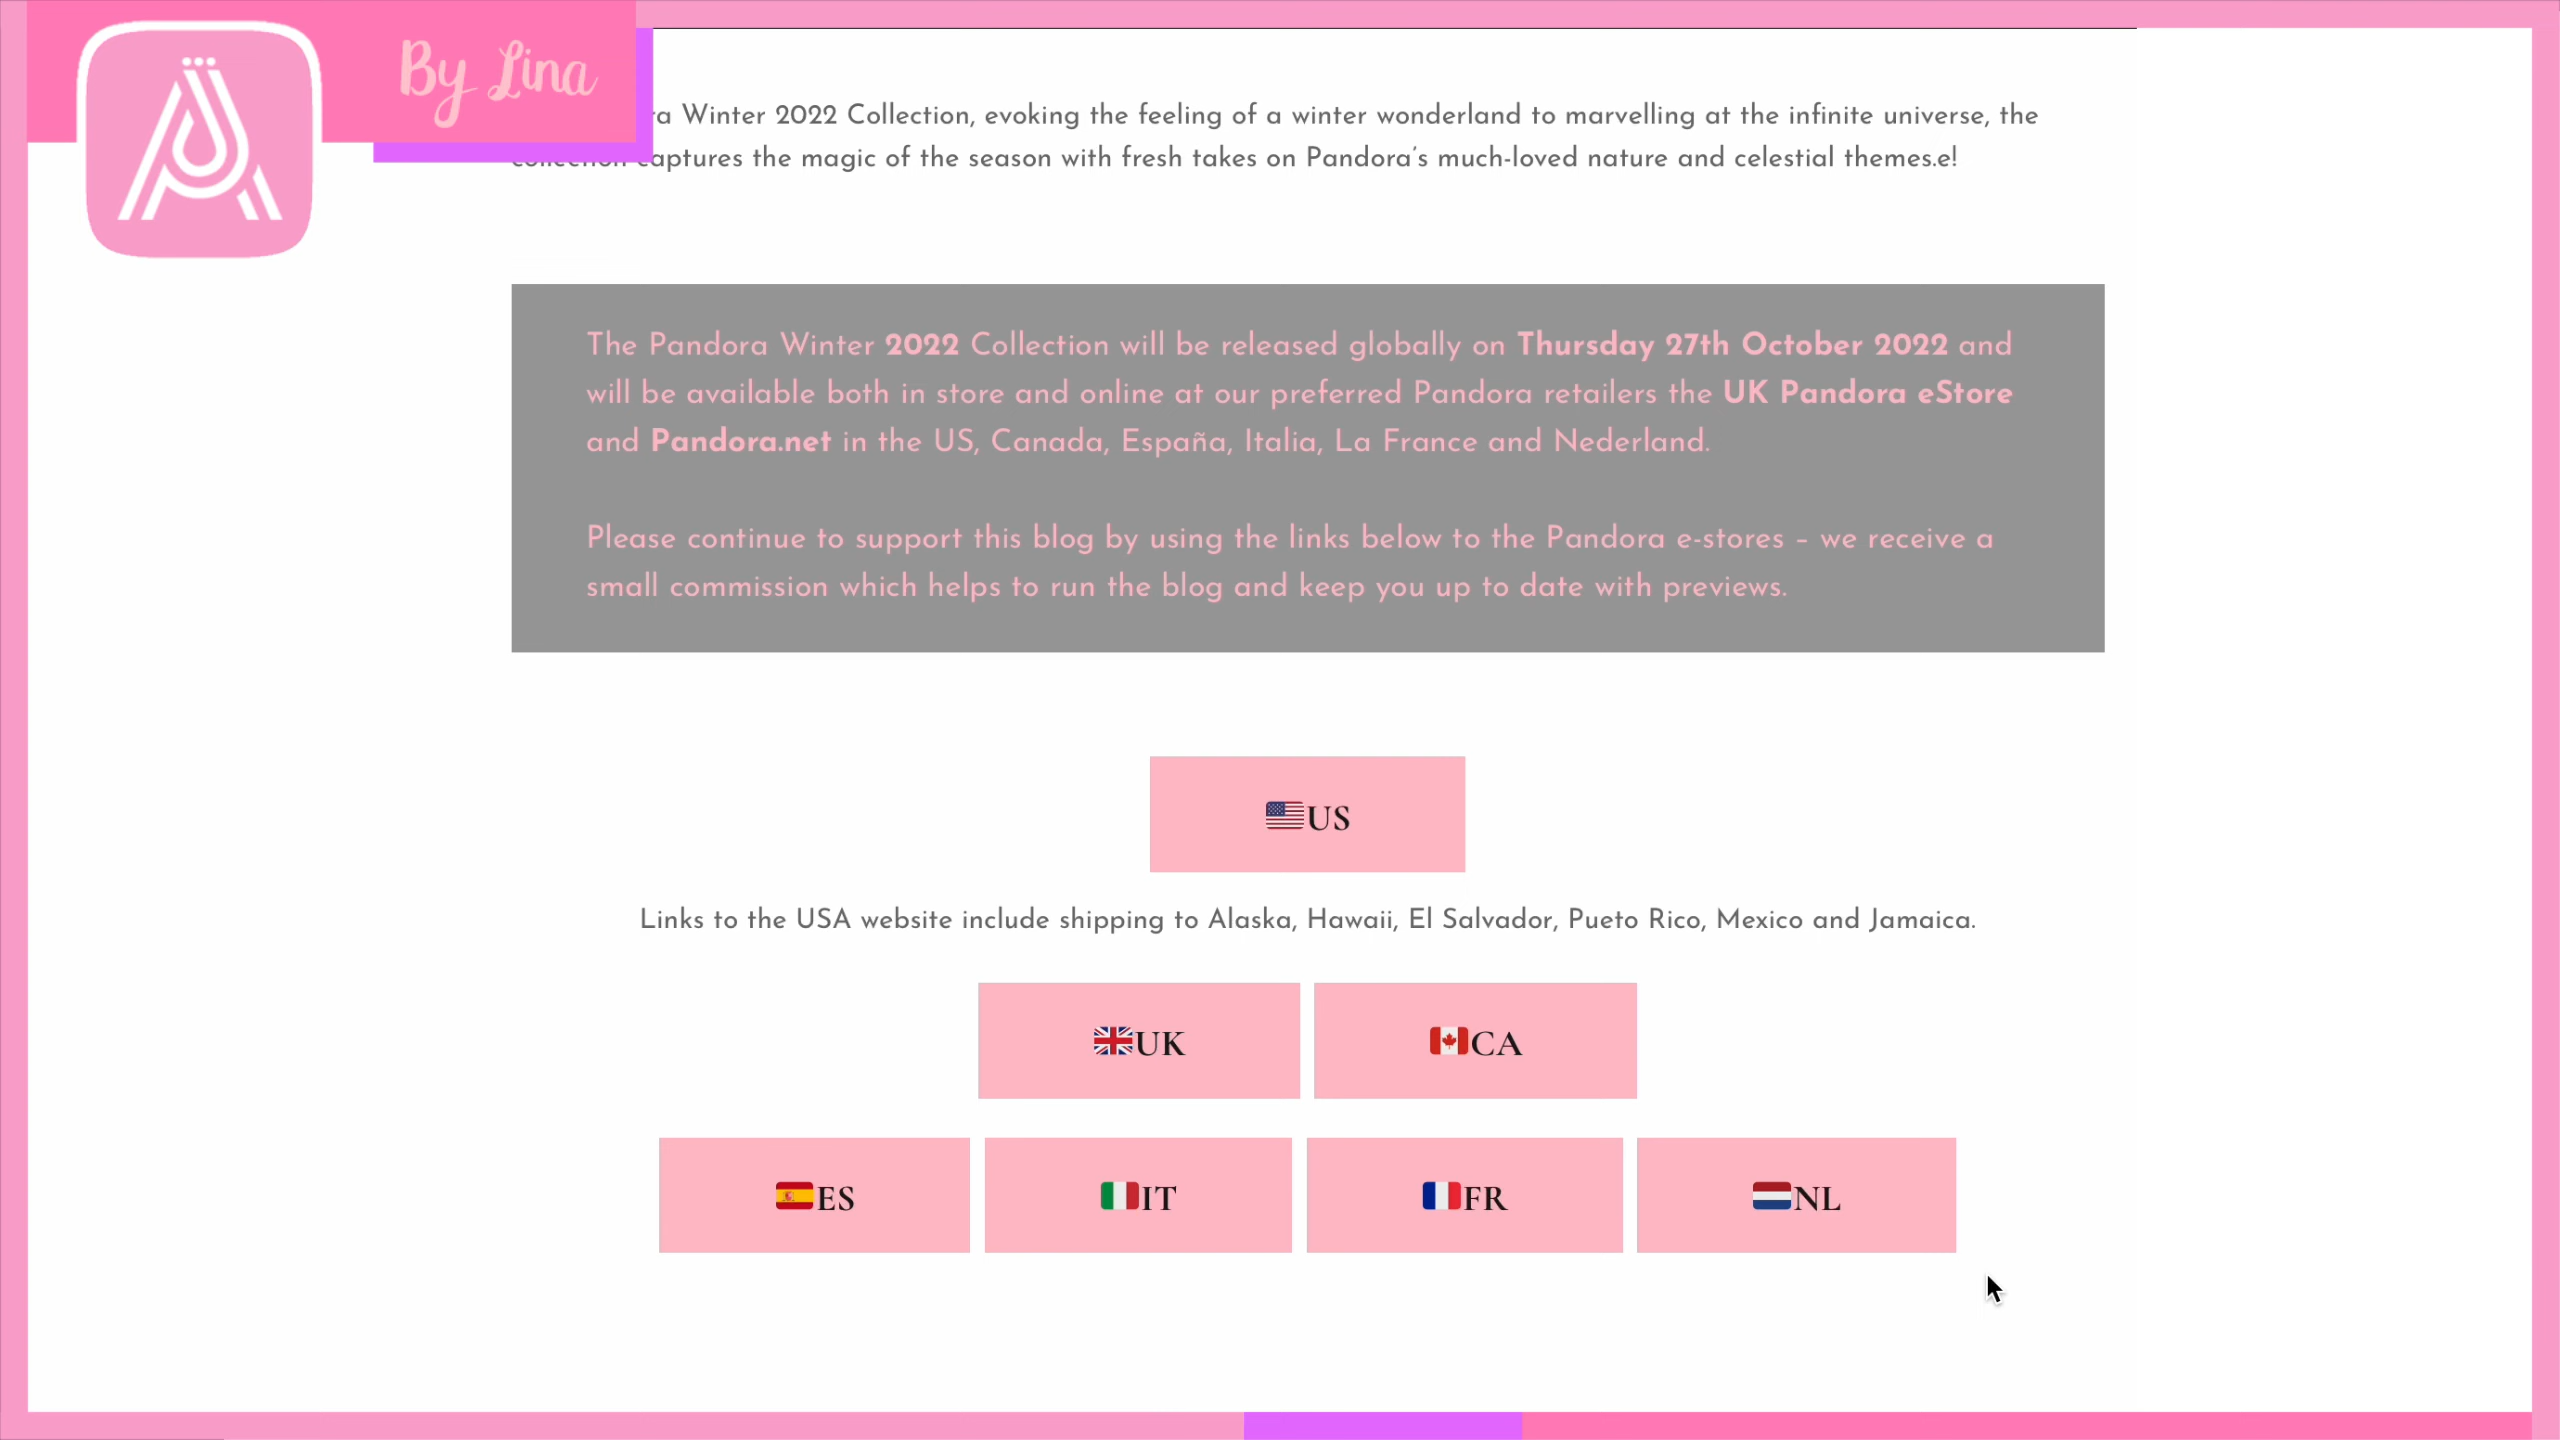 By Lina
ra Winter 2022 Collection, evoking the feeling of a winter wonderland to marvelling at the infinite universe, the
collection captures the magic of the season with fresh takes on Pandora's much-loved nature and celestial themes.e!
The Pandora Winter 2022 Collection will be released globally on Thursday 27th October 2022 and
will be available both in store and online at our preferred Pandora retailers the UK Pandora eStore
and Pandora.net in the US, Canada, España, Italia, La France and Nederland.
Please continue to support this blog by using the links below to the Pandora e-stores – we receive a
small commission which helps to run the blog and keep you up to date with previews.
US
Links to the USA website include shipping to Alaska, Hawaii, El Salvador, Pueto Rico, Mexico and Jamaica.
UK CA
ES IT FR NL